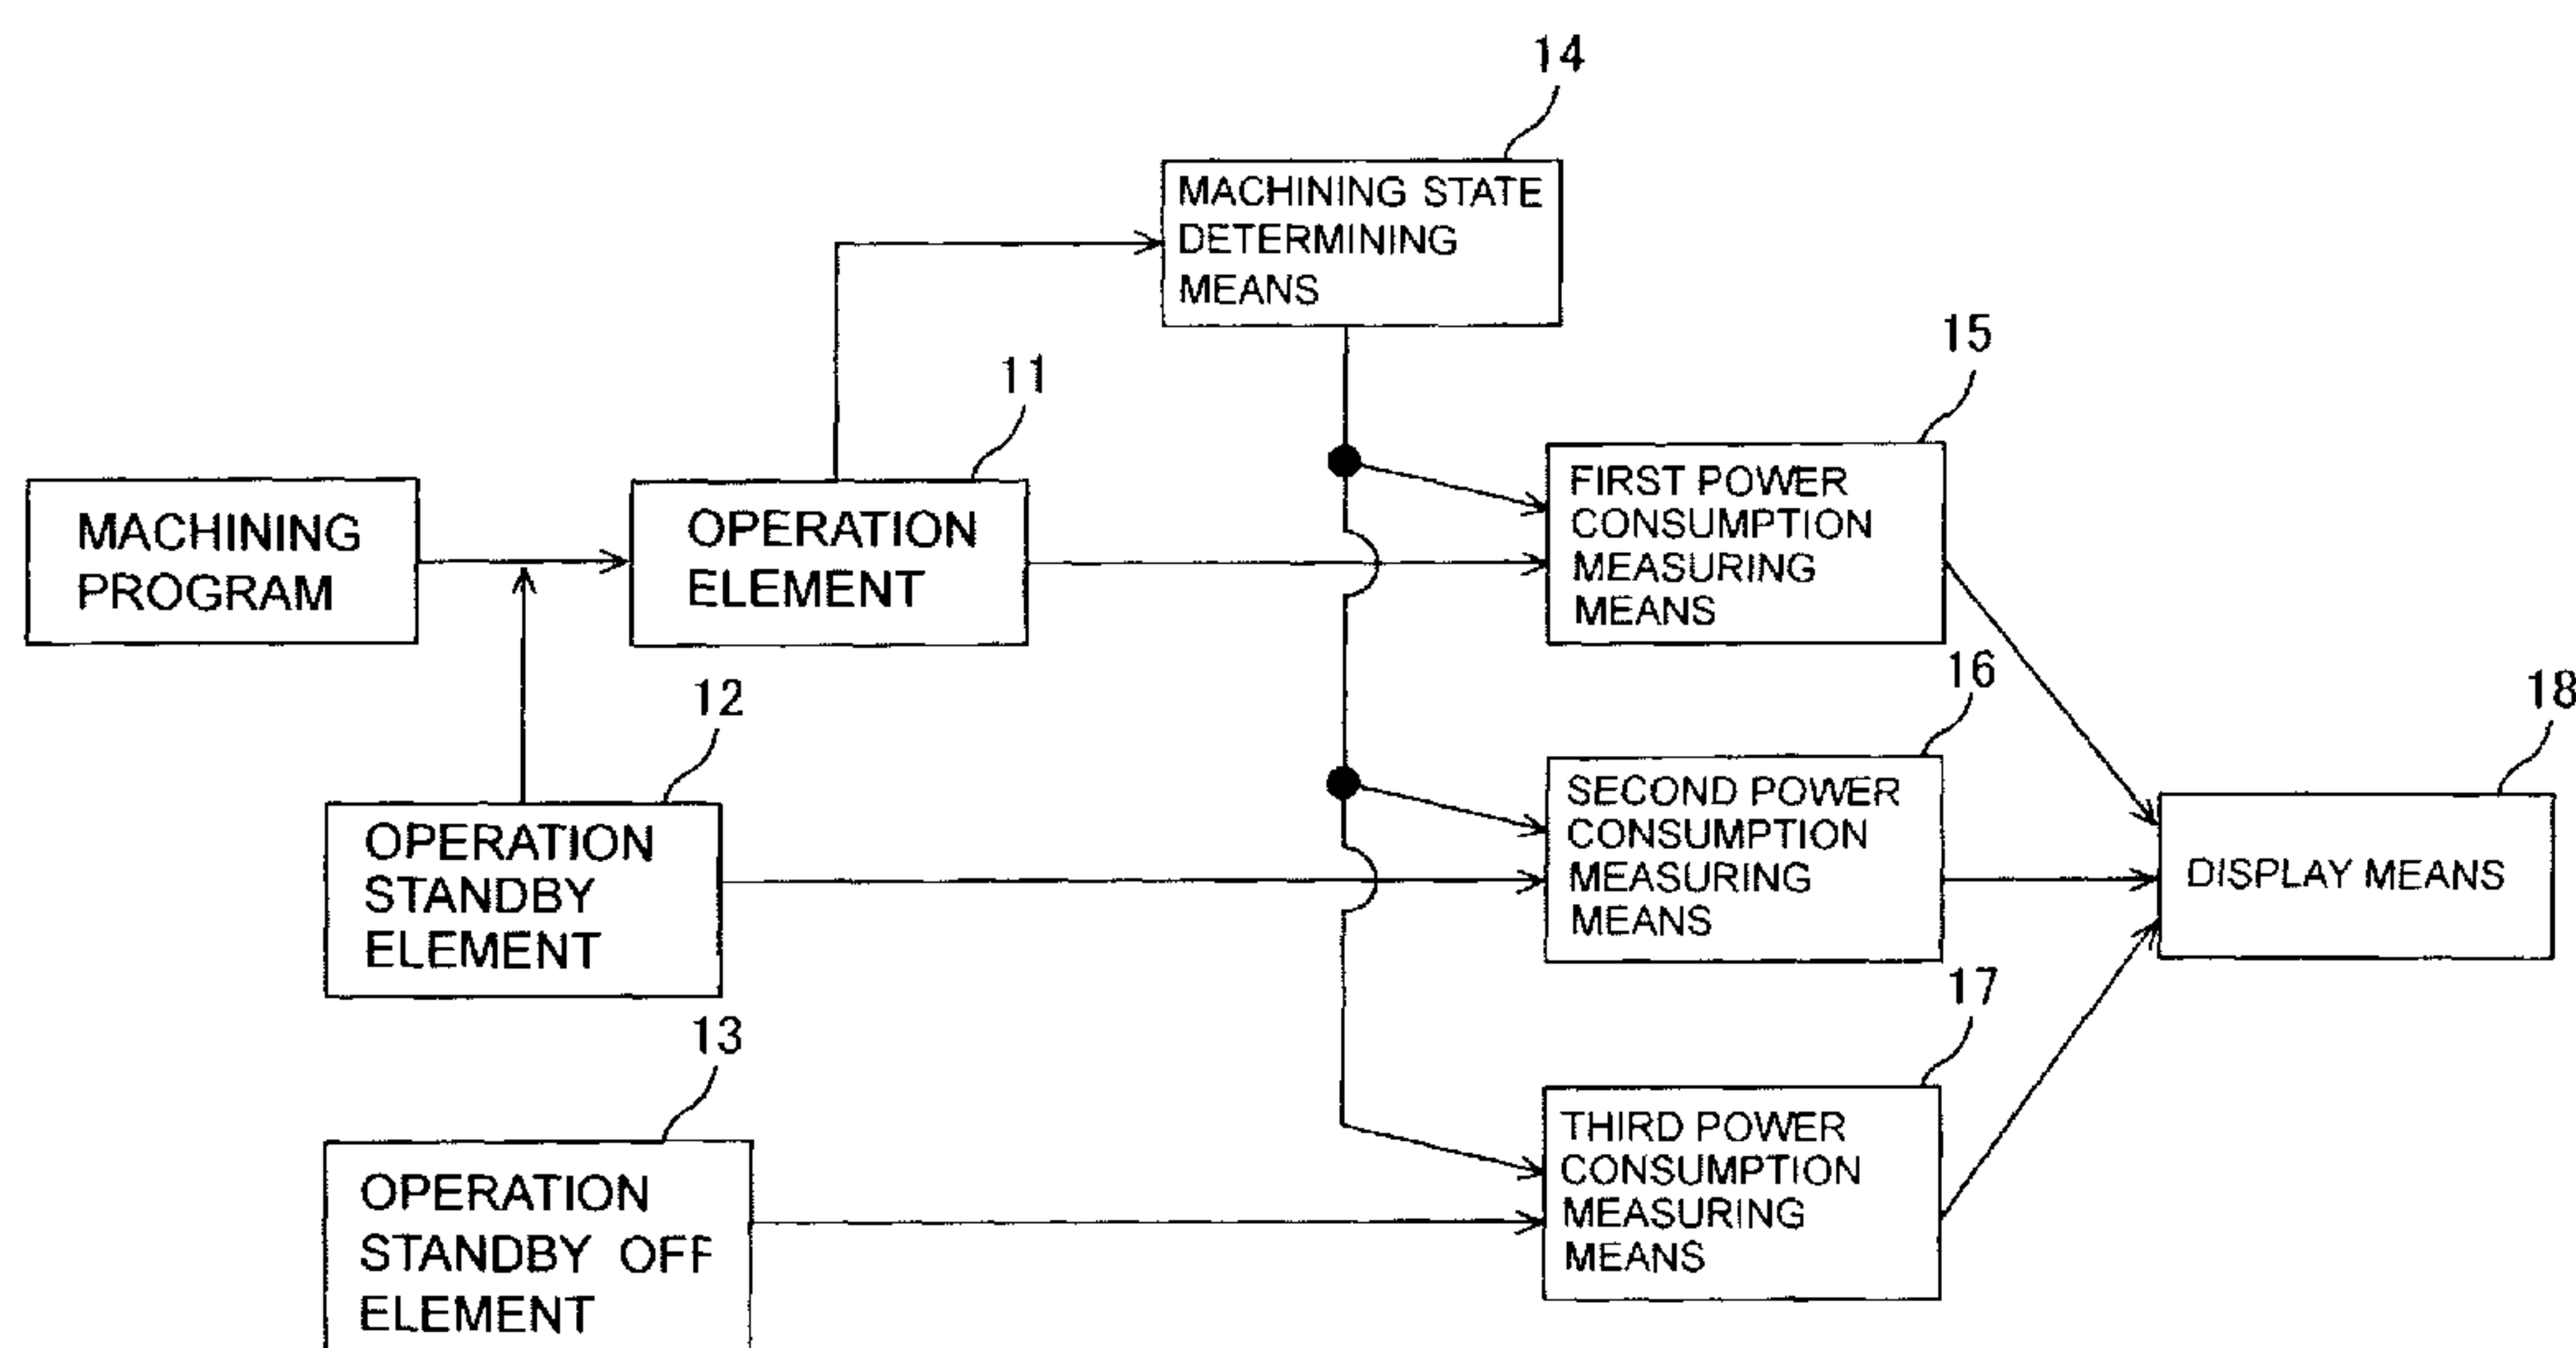 14
MACHINING STATE
DETERMINING
MEANS
15
11
FIRST POWER
CONSUMPTION
MEASURING
MEANS
MACHINING
PROGRAM
OPERATION
ELEMENT
16
12
18
SECOND POWER
CONSUMPTION
MEASURING
MEANS
OPERATION
STANDBY
ELEMENT
DISPLAY MEANS
17
13
THIRD POWER
CONSUMPTION
MEASURING
MEANS
OPERATION
STANDBY OFF
ELEMENT